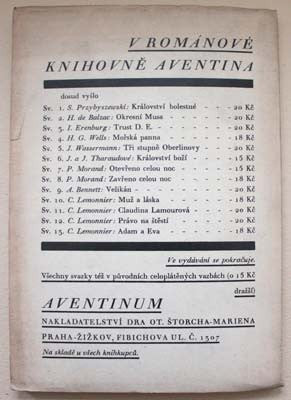 V ROMÁNOVÉ
KNIHOVNĚ AVENTINA
dosud vyšlo
Sv. 1. S. Przybyszewski: Království bolestné - - - 20 Kč
Sv. 2. H. de Balzac: Okresní Musa - - - - - 20 Kč
Sv. 3. I. Erenburg: Trust D. E. - - - - - - 20 Kč
Sv. 4. H. G. Wells: Mořská panna - - - - - 18 Kč
Sv. 5. J. Wassermann: Tři stupně Oberlinovy - - 20 Kč
Sv. 6. J. a J. Tharaudové: Království boží - - - 15 Kč
Sv. 7. P. Morand: Otevřeno celou noc - - - - 15 Kč
Sv. 8. P. Morand: Zavřeno celou noc - - - - 18 Kč
Sv. 9. A. Bennett: Velikán - - - - - - - 20 Kč
Sv. 10. C. Lemonnier: Muž a láska - - - - - 18 Kč
Sv. 11. C. Lemonnier: Claudina Lamourová - - - 20 Kč
Sv. 12. C. Lemonnier: Právo na štěstí - - - - 20 Kč
Sv. 13. C. Lemonnier: Adam a Eva - - - - - 18 Kč
Ve vydávání se pokračuje.
Všechny svazky též v původních celoplátěných vazbách (o 15 Kč
dražší)
AVENTINUM
NAKLADATELSTVÍ DRA OT. ŠTORCHA-MARIENA
PRAHA-ŽIŽKOV, FIBICHOVA UL. Č. 1507
Na skladě u všech knihkupců.